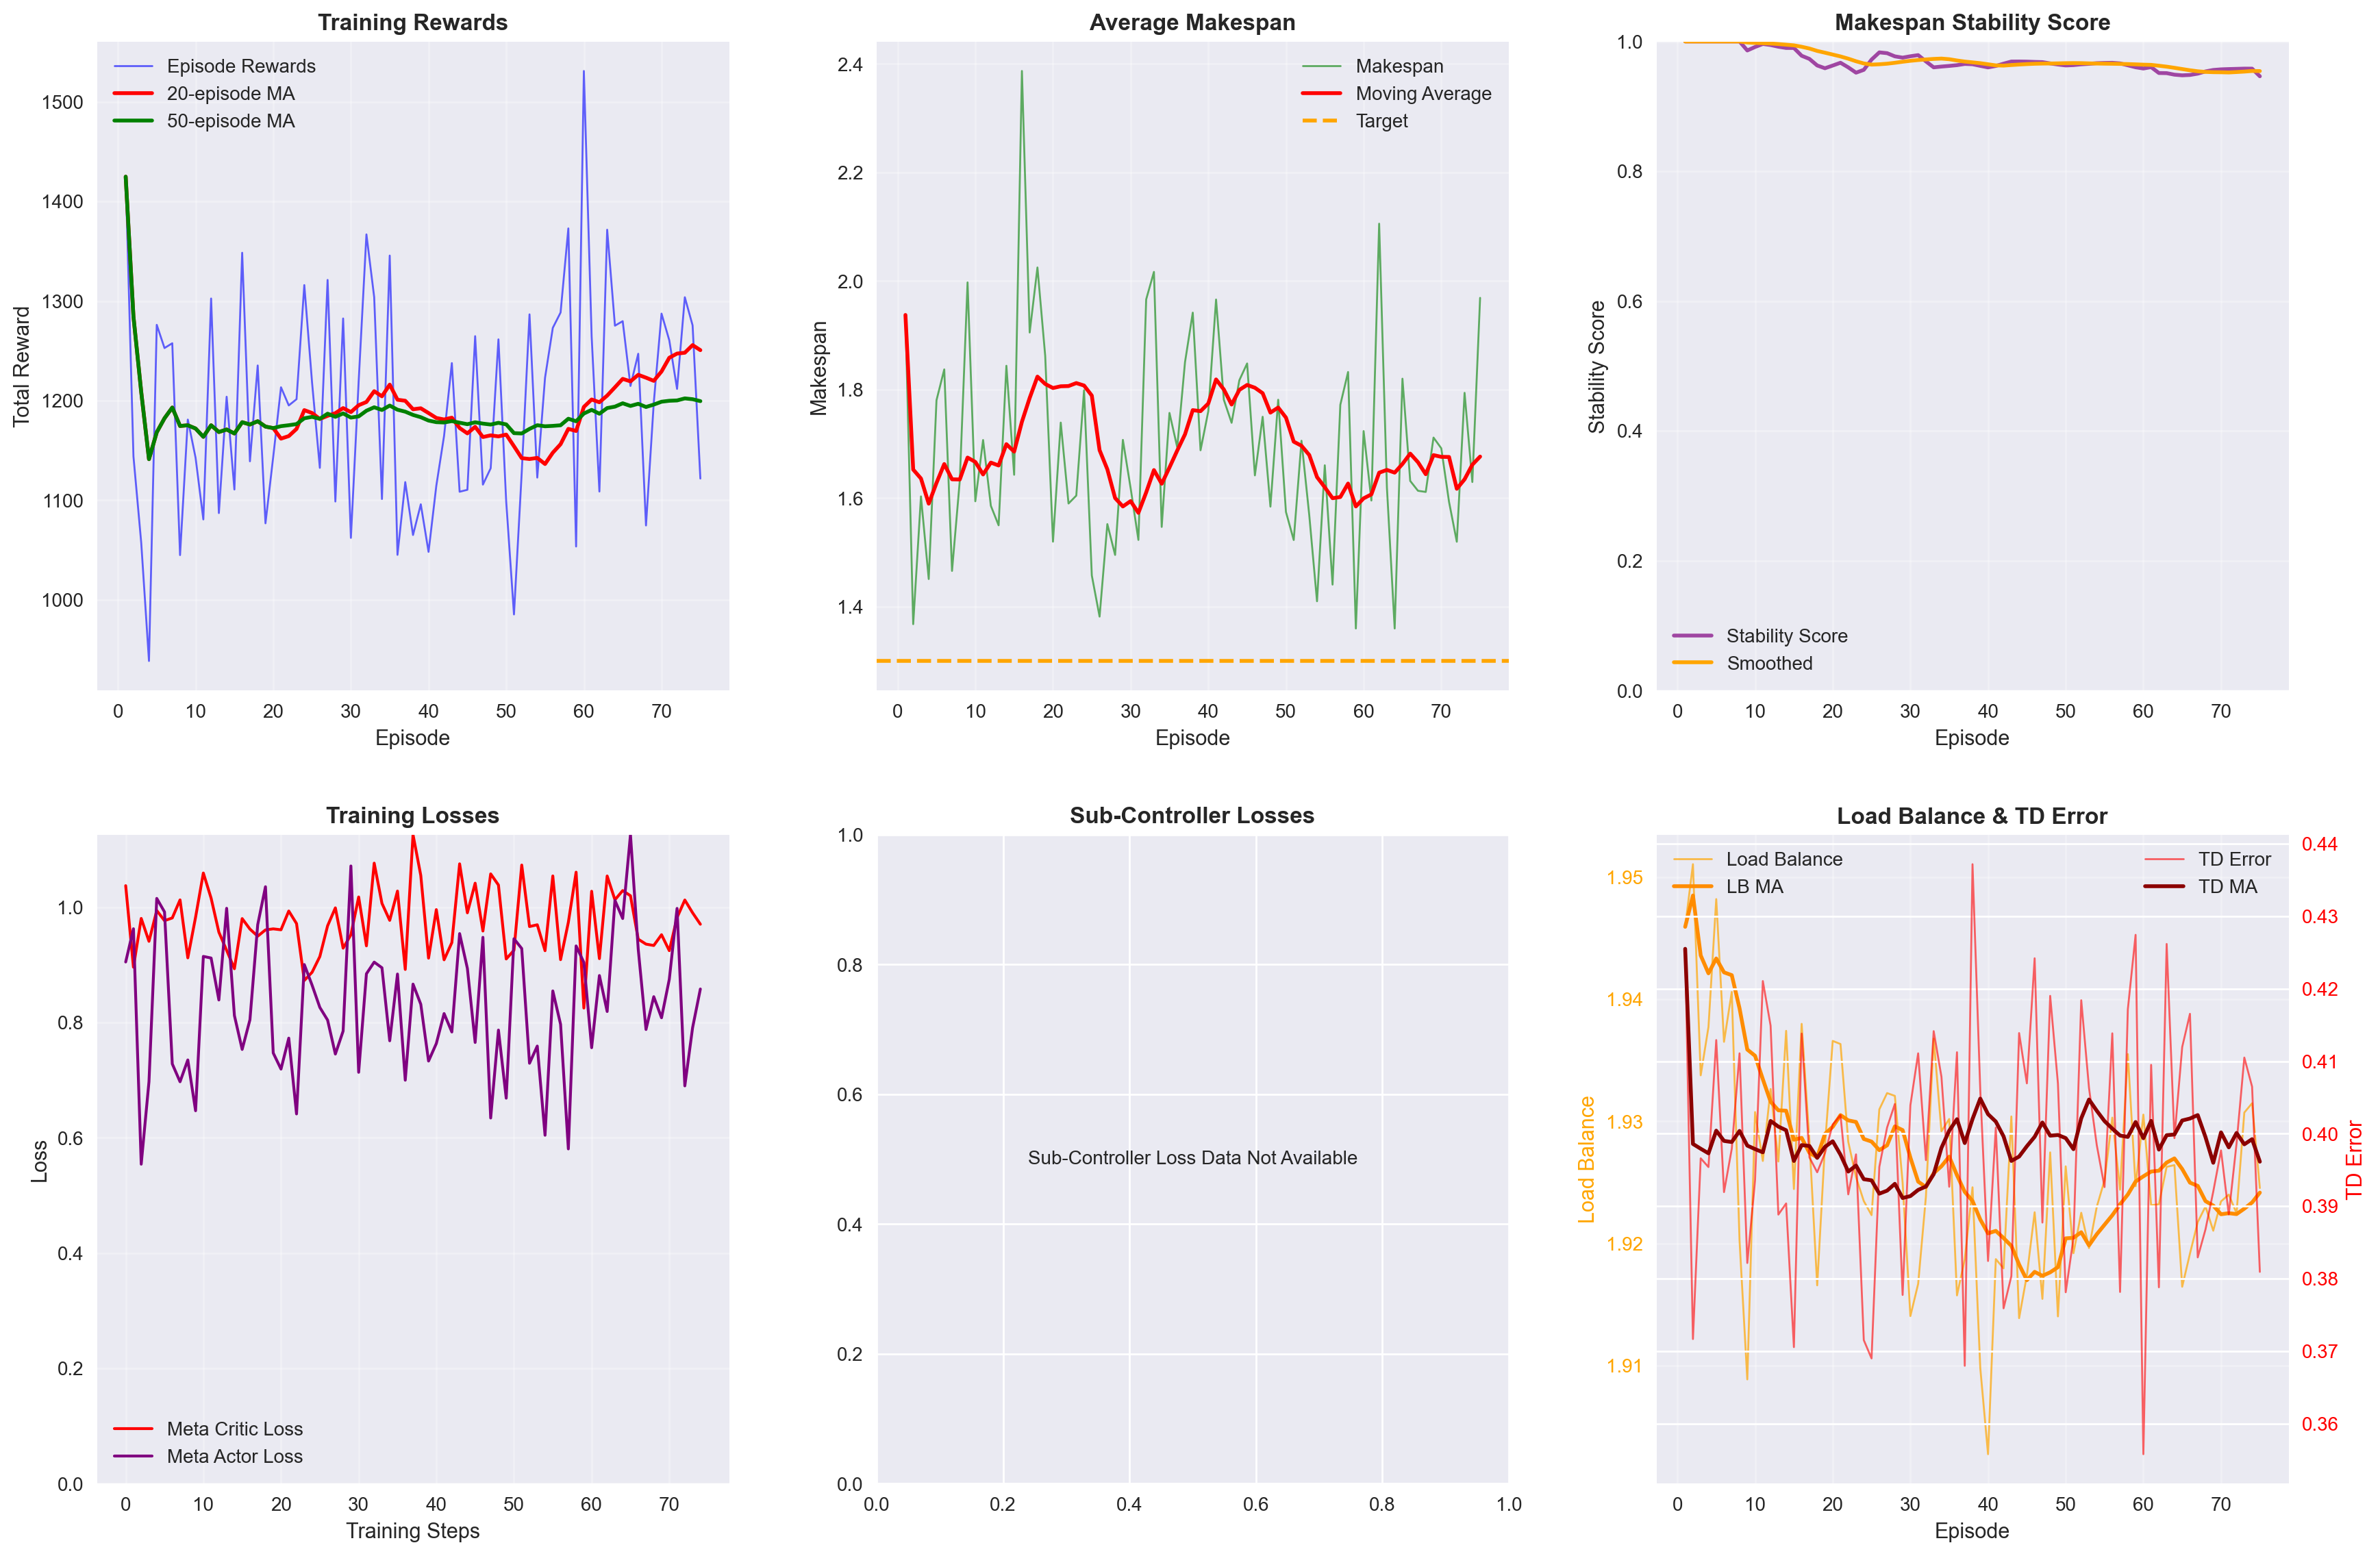 Training Rewards
Episode Rewards
20-episode MA
50-episode MA
1500
1400
1300
1200
1100
1000
Total Reward
0 10 20 30 40 50 60 70
Episode
Average Makespan
Makespan
Moving Average
Target
2.4
2.2
2.0
1.8
1.6
1.4
Makespan
0 10 20 30 40 50 60 70
Episode
Makespan Stability Score
1.0
0.8
0.6
0.4
0.2
0.0
Stability Score
Stability Score
Smoothed
0 10 20 30 40 50 60 70
Episode
Training Losses
1.0
0.8
0.6
0.4
0.2
0.0
Loss
Meta Critic Loss
Meta Actor Loss
0 10 20 30 40 50 60 70
Training Steps
Sub-Controller Losses
1.0
0.8
0.6
0.4
0.2
0.0
Sub-Controller Loss Data Not Available
0.0 0.2 0.4 0.6 0.8 1.0
Load Balance & TD Error
Load Balance
LB MA
TD Error
TD MA
1.95
1.94
1.93
1.92
1.91
Load Balance
0.44
0.43
0.42
0.41
0.40
0.39
0.38
0.37
0.36
TD Error
0 10 20 30 40 50 60 70
Episode